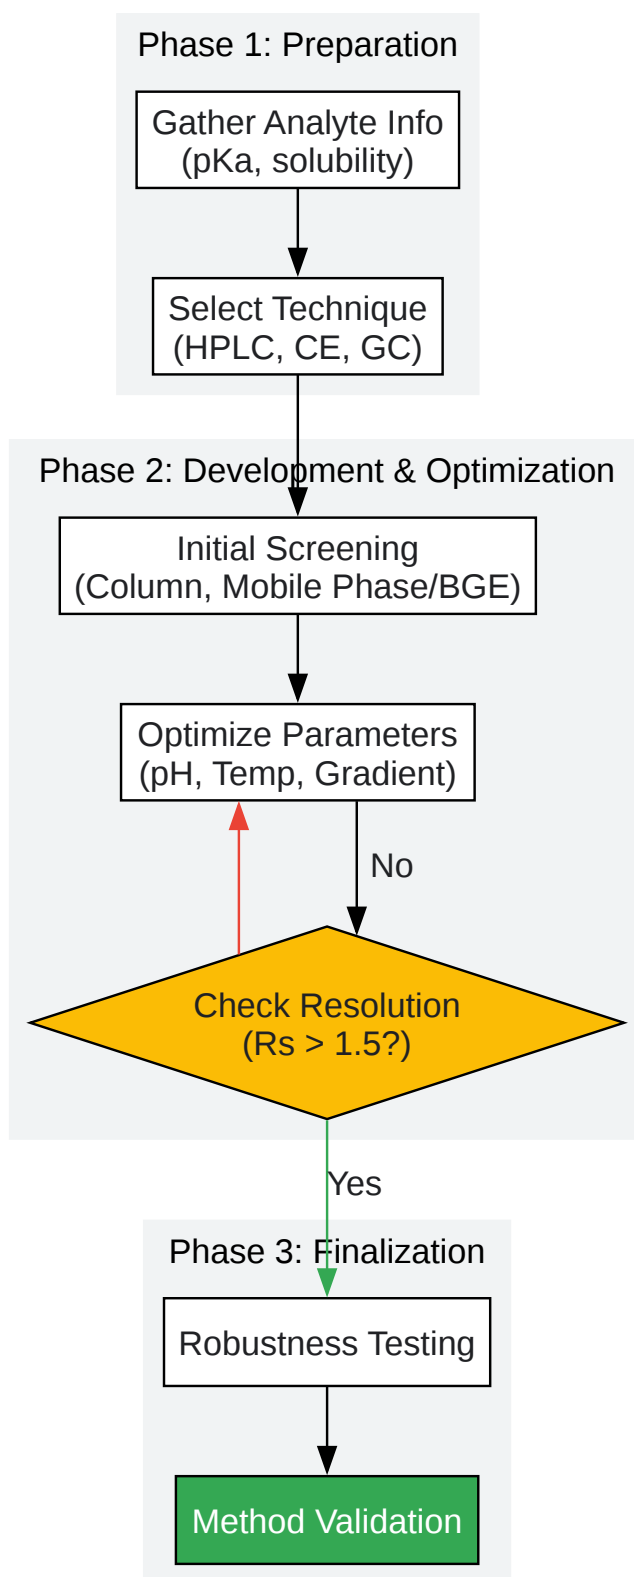 Phase 1: Preparation
Gather Analyte Info
(pKa, solubility)
Select Technique
(HPLC, CE, GC)
Phase 2: Development & Optimization
Initial Screening
(Column, Mobile Phase/BGE)
Optimize Parameters
(pH, Temp, Gradient)
No
Check Resolution
(Rs > 1.5?)
Yes
Phase 3: Finalization
Robustness Testing
Method Validation